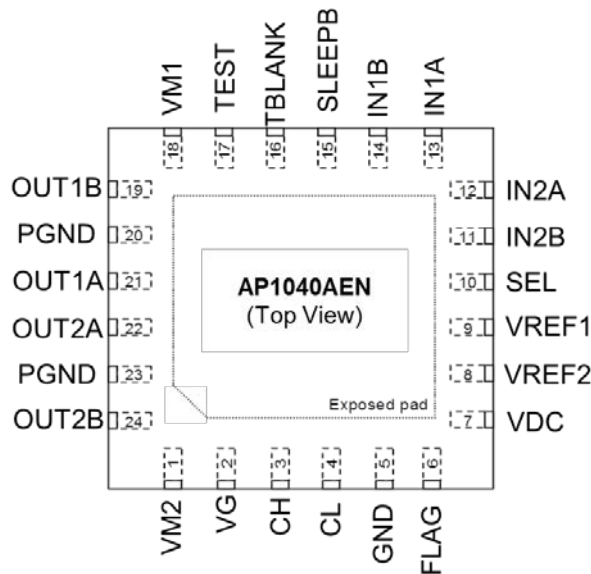 VM1
TEST
TBLANK
SLEEPB
IN1B
IN1A
18
17
16
15
14
13
OUT1B 19
12 IN2A
PGND 20
11 IN2B
OUT1A 21
10 SEL
OUT2A 22
9 VREF1
PGND 23
8 VREF2
OUT2B 24
7 VDC
AP1040AEN
(Top View)
Exposed pad
1
2
3
4
5
6
VM2
VG
CH
CL
GND
FLAG